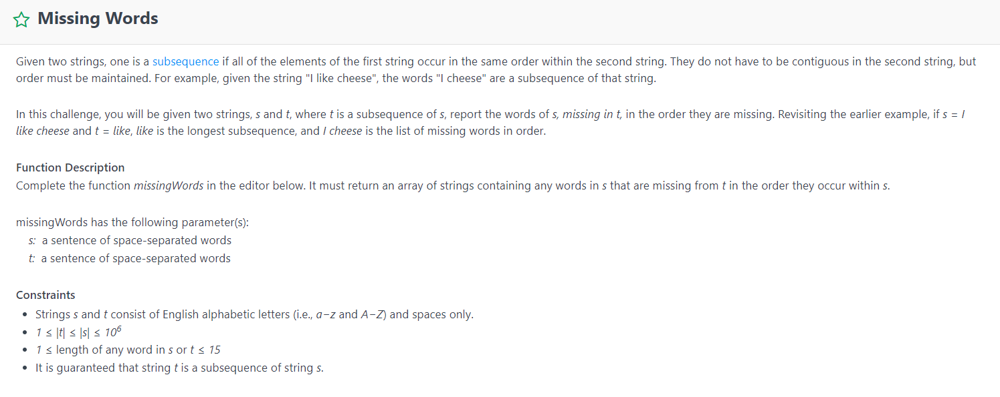 Missing Words
Given two strings, one is a subsequence if all of the elements of the first string occur in the same order within the second string. They do not have to be contiguous in the second string, but
order must be maintained. For example, given the string "I like cheese", the words "I cheese" are a subsequence of that string.
In this challenge, you will be given two strings, s and t, where t is a subsequence of s, report the words of s, missing in t, in the order they are missing. Revisiting the earlier example, if s = I
like cheese and t = like, like is the longest subsequence, and I cheese is the list of missing words in order.
Function Description
Complete the function missingWords in the editor below. It must return an array of strings containing any words in s that are missing from t in the order they occur within s.
missingWords has the following parameter(s):
s: a sentence of space-separated words
t: a sentence of space-separated words
Constraints
• Strings s and t consist of English alphabetic letters (i.e., a−z and A−Z) and spaces only.
• 1 ≤ |t| ≤ |s| ≤ 10⁶
• 1 ≤ length of any word in s or t ≤ 15
• It is guaranteed that string t is a subsequence of string s.